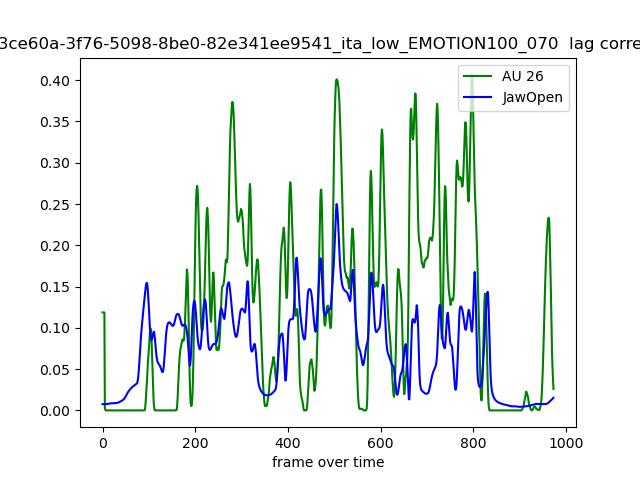 3ce60a-3f76-5098-8be0-82e341ee9541_ita_low_EMOTION100_070 lag corre
AU 26
JawOpen
0.40
0.35
0.30
0.25
0.20
0.15
0.10
0.05
0.00
0 200 400 600 800 1000
frame over time